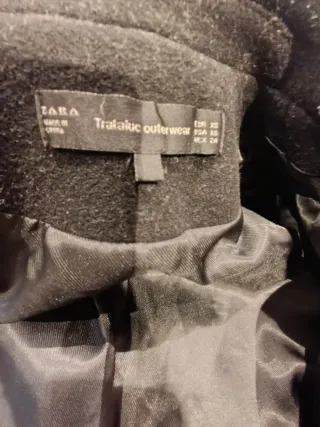 ZARA
MADE IN
CHINA
Trafaluc outerwear
EUR XS
USA XS
MEX 24